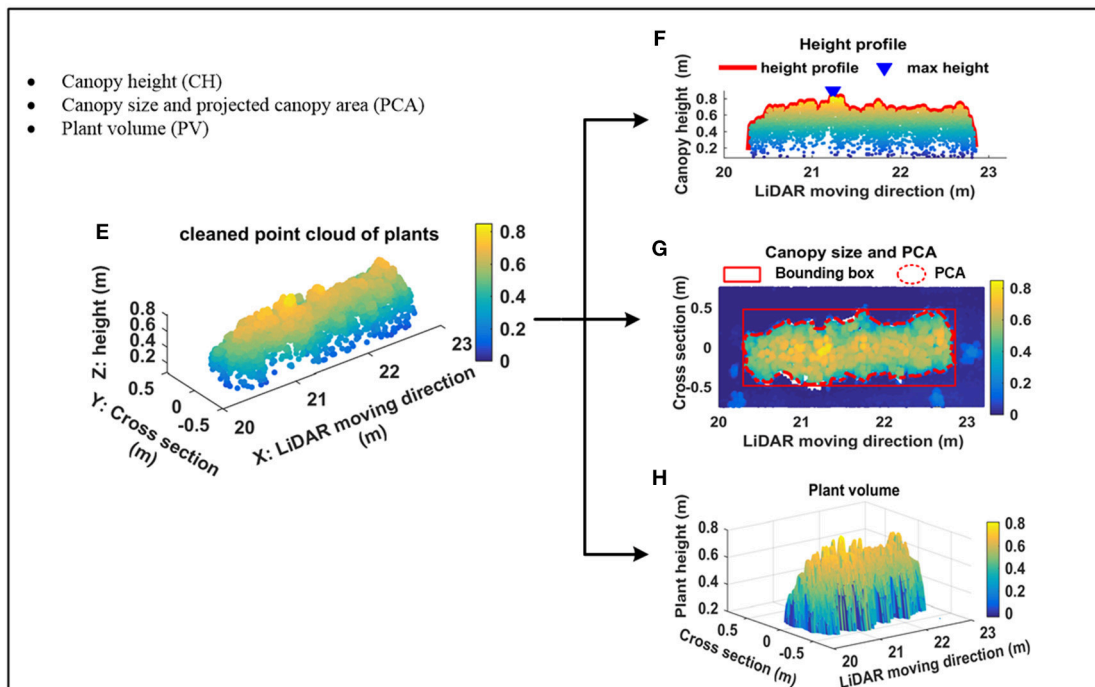 • Canopy height (CH)
• Canopy size and projected canopy area (PCA)
• Plant volume (PV)
E
cleaned point cloud of plants
Z: height (m)
0.8
0.6
0.4
0.2
0.5
0
-0.5
Y: Cross section
(m)
20
21
22
23
X: LiDAR moving direction
(m)
0.8
0.6
0.4
0.2
0
F
Height profile
height profile
max height
Canopy height (m)
0.8
0.6
0.4
0.2
20
21
22
23
LiDAR moving direction (m)
G
Canopy size and PCA
Bounding box
PCA
Cross section (m)
0.5
0
-0.5
20
20.5
21
21.5
22
22.5
23
LiDAR moving direction (m)
0.8
0.6
0.4
0.2
0
H
Plant volume
Plant height (m)
0.8
0.6
0.4
0.2
0.5
0
-0.5
Cross section (m)
20
21
22
23
LiDAR moving direction (m)
0.8
0.6
0.4
0.2
0